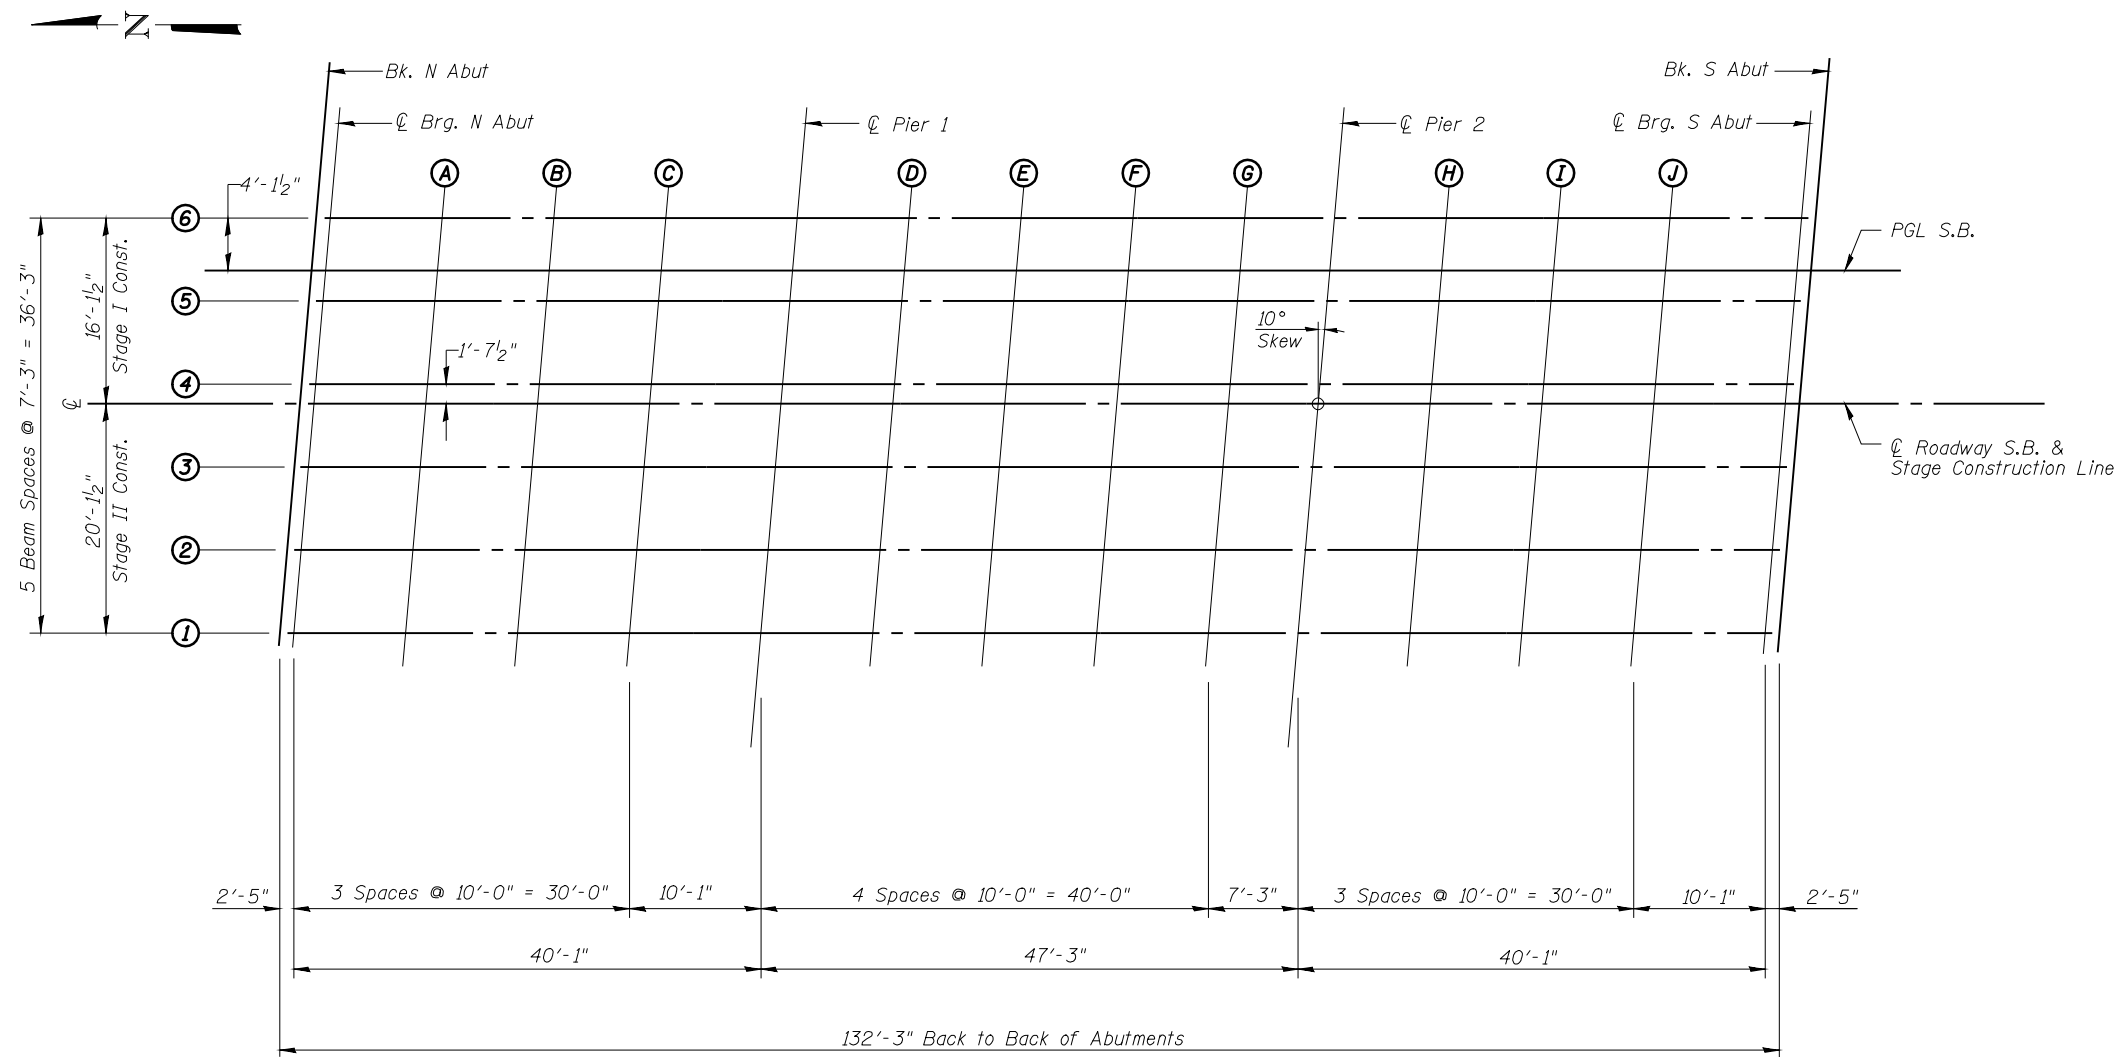 N
Bk. N Abut
Bk. S Abut
℄ Brg. N Abut
℄ Pier 1
℄ Pier 2
℄ Brg. S Abut
A B C D E F G H I J
4'-1½"
6
PGL S.B.
5
10°
Skew
1'-7½"
4
℄
℄ Roadway S.B. &
Stage Construction Line
3
2
1
5 Beam Spaces @ 7'-3" = 36'-3"
16'-1½"
Stage I Const.
20'-1½"
Stage II Const.
2'-5"
3 Spaces @ 10'-0" = 30'-0"
10'-1"
4 Spaces @ 10'-0" = 40'-0"
7'-3"
3 Spaces @ 10'-0" = 30'-0"
10'-1"
2'-5"
40'-1"
47'-3"
40'-1"
132'-3" Back to Back of Abutments